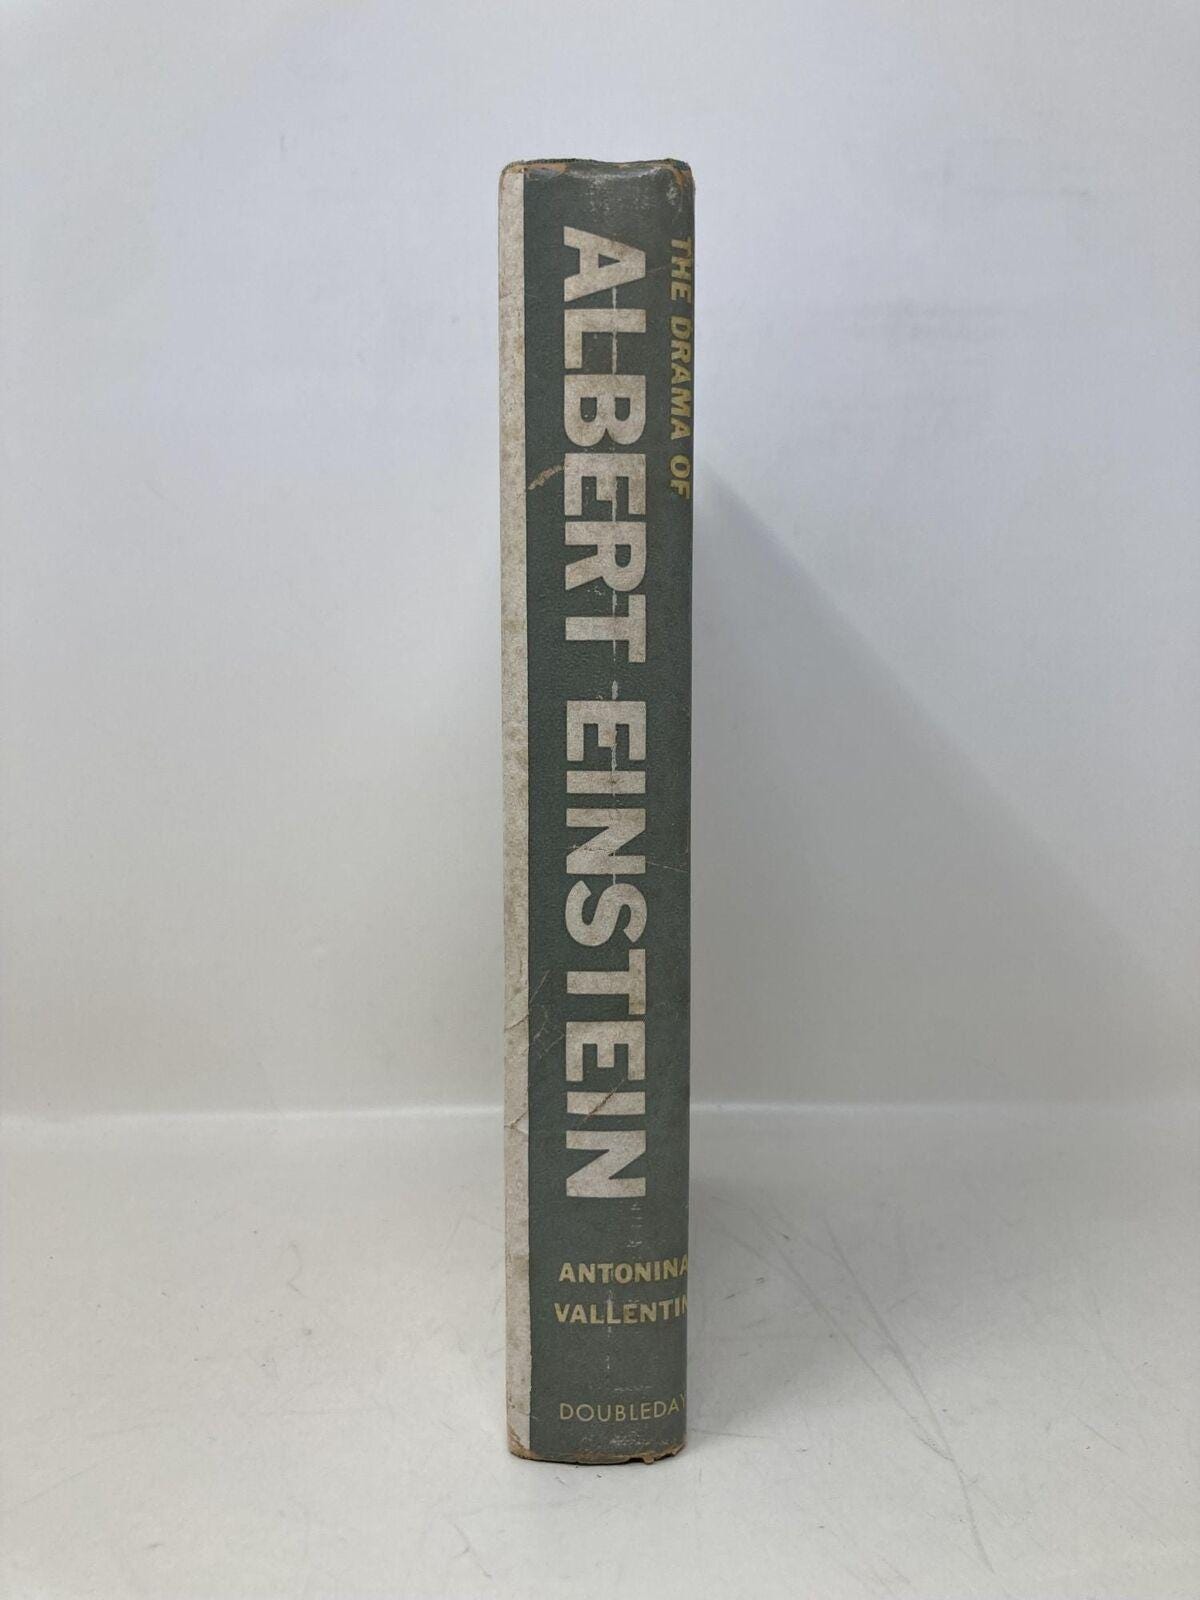 THE DRAMA OF
ALBERT EINSTEIN
ANTONINA
VALLENTIN
DOUBLEDAY